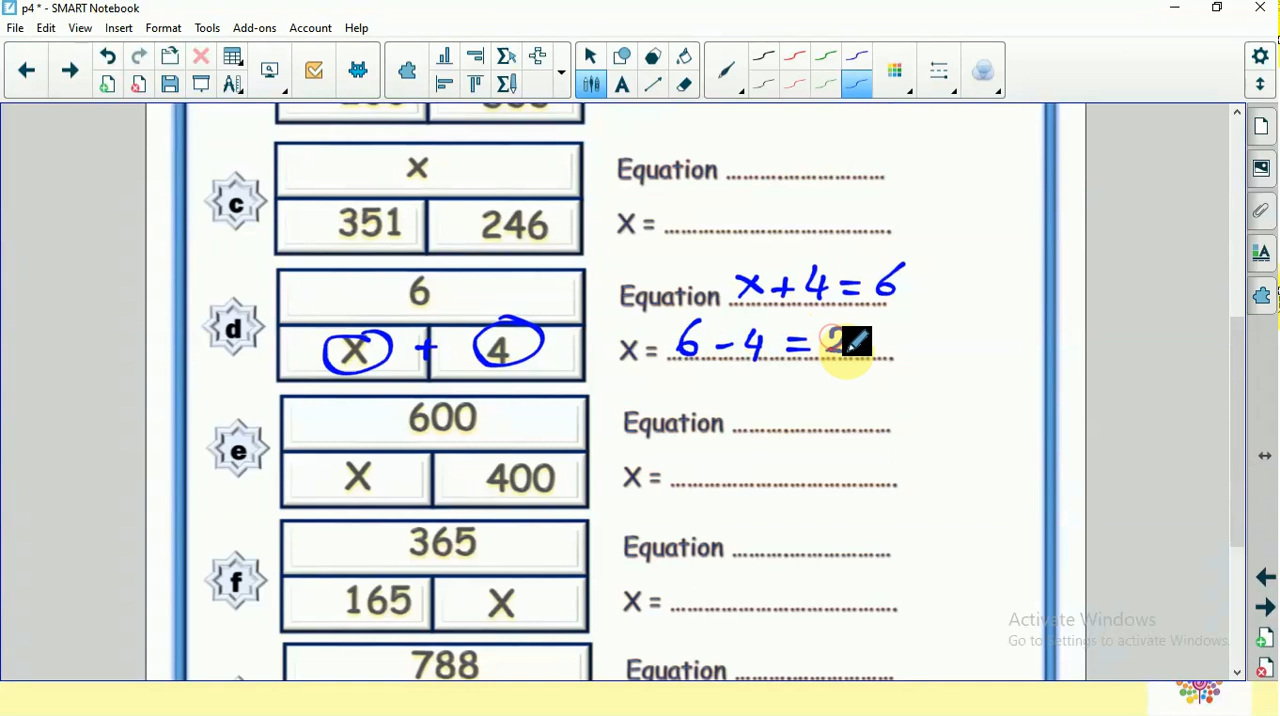 p4 * - SMART Notebook
File Edit View Insert Format Tools Add-ons Account Help
x
351 246
c
Equation ........................
X = ...............................
6
X + 4
d
Equation x + 4 = 6
X = 6 - 4 = 2
600
X 400
e
Equation ........................
X = ...............................
365
165 X
f
Equation ........................
X = ...............................
788
Equation ........................
Activate Windows
Go to Settings to activate Windows.